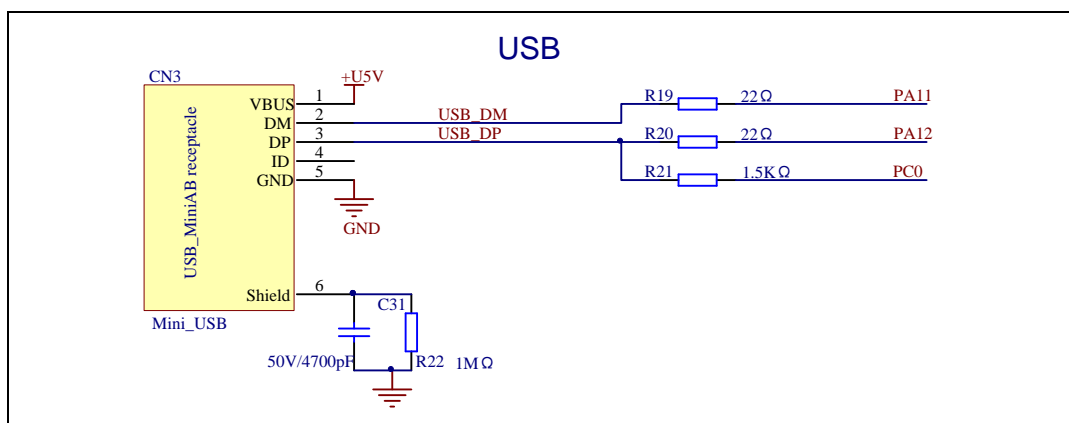 USB
CN3
+U5V
USB_MiniAB receptacle
VBUS 1
DM 2
DP 3
ID 4
GND 5
Shield 6
USB_DM
USB_DP
R19 22Ω PA11
R20 22Ω PA12
R21 1.5KΩ PC0
GND
Mini_USB
C31
50V/4700pF
R22 1MΩ